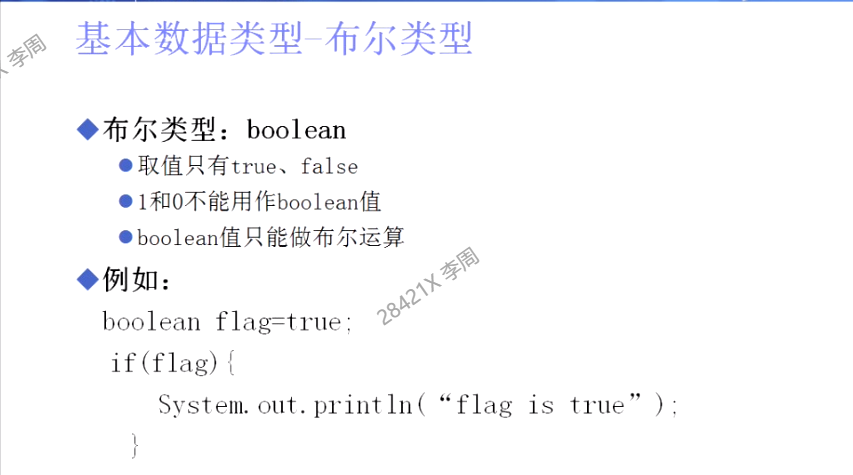 基本数据类型-布尔类型
X 李周
布尔类型：boolean
取值只有true、false
1和0不能用作boolean值
boolean值只能做布尔运算
28421X 李周
例如：
boolean flag=true;
if(flag){
System.out.println(“flag is true”);
}